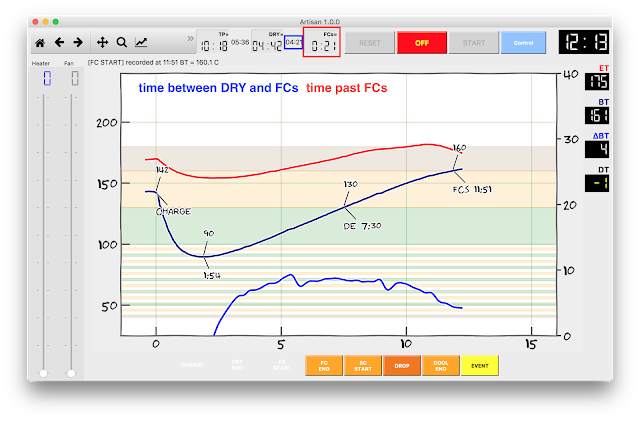 Artisan 1.0.0
TP»
10:18
05:36
DRY»
04:42
04:21
FCs»
0:21
RESET
OFF
START
Control
12:13
Heater
Fan
0
0
[FC START] recorded at 11:51 BT = 160.1 C
ET
175
BT
161
ΔBT
4
DT
-1
time between DRY and FCs time past FCs
200
150
100
50
40
30
20
10
0
142
CHARGE
90
1:54
130
DE 7:30
160
FCS 11:51
0
5
10
15
CHARGE
DRY END
FC START
FC END
SC START
DROP
COOL END
EVENT